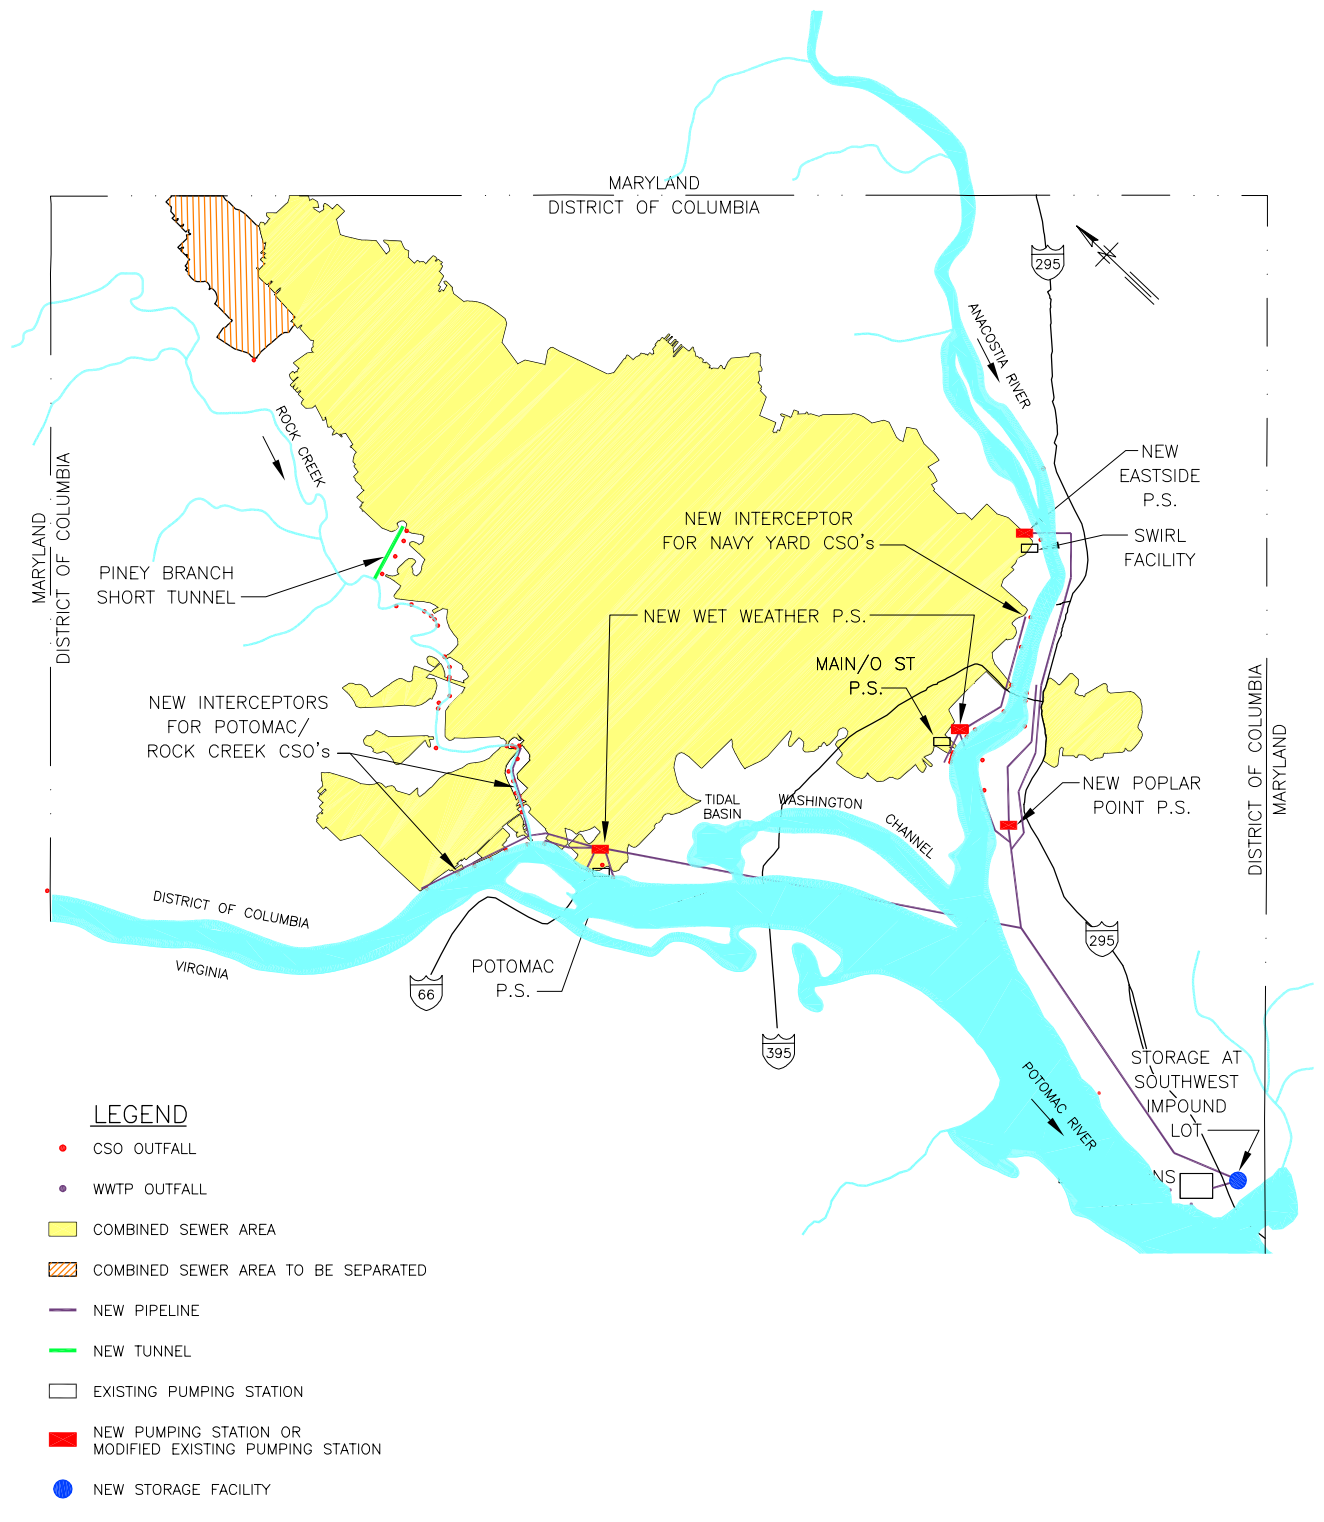 MARYLAND
DISTRICT OF COLUMBIA
295
ANACOSTIA RIVER
ROCK CREEK
MARYLAND
DISTRICT OF COLUMBIA
NEW
EASTSIDE
P.S.
NEW INTERCEPTOR
FOR NAVY YARD CSO's
SWIRL
FACILITY
PINEY BRANCH
SHORT TUNNEL
NEW WET WEATHER P.S.
MAIN/O ST
P.S.
NEW INTERCEPTORS
FOR POTOMAC/
ROCK CREEK CSO's
DISTRICT OF COLUMBIA
MARYLAND
NEW POPLAR
POINT P.S.
TIDAL
BASIN
WASHINGTON
CHANNEL
DISTRICT OF COLUMBIA
VIRGINIA
295
POTOMAC
P.S.
66
395
STORAGE AT
SOUTHWEST
IMPOUND
LOT
POTOMAC RIVER
NS
LEGEND
CSO OUTFALL
WWTP OUTFALL
COMBINED SEWER AREA
COMBINED SEWER AREA TO BE SEPARATED
NEW PIPELINE
NEW TUNNEL
EXISTING PUMPING STATION
NEW PUMPING STATION OR
MODIFIED EXISTING PUMPING STATION
NEW STORAGE FACILITY